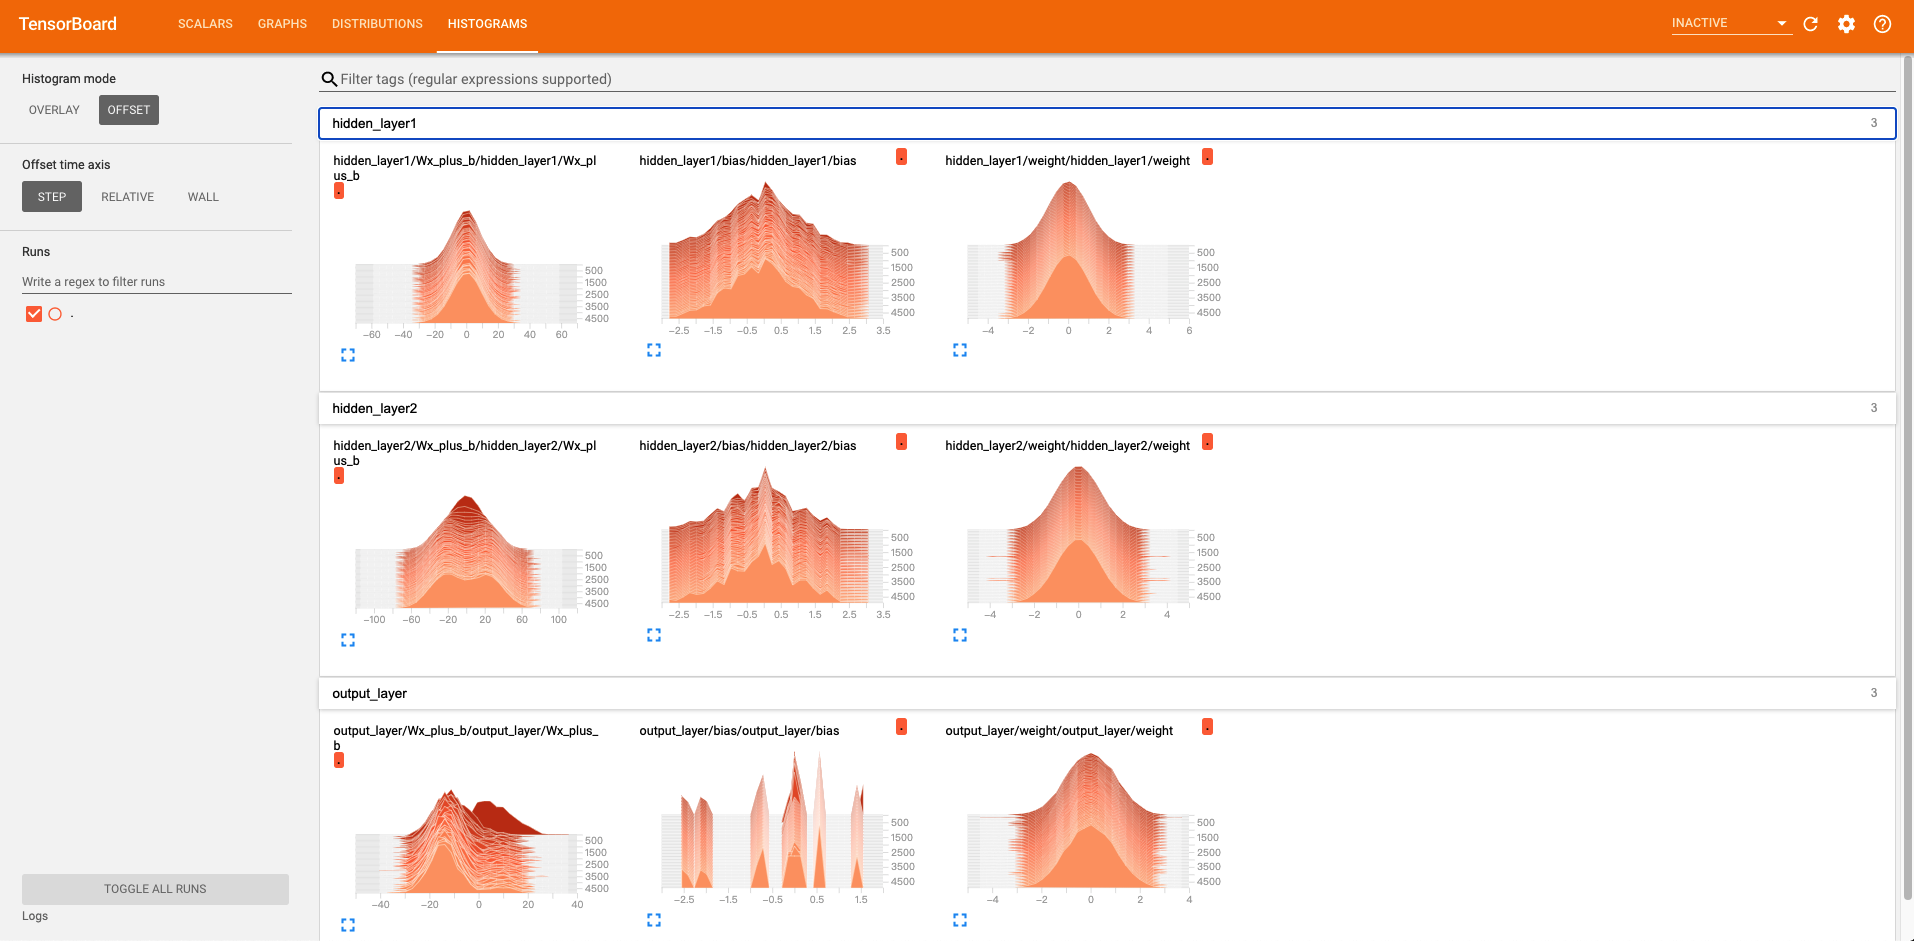 TensorBoard
SCALARS GRAPHS DISTRIBUTIONS HISTOGRAMS
INACTIVE
Histogram mode
OVERLAY OFFSET
Offset time axis
STEP RELATIVE WALL
Runs
Write a regex to filter runs
.
TOGGLE ALL RUNS
Logs
Filter tags (regular expressions supported)
hidden_layer1 3
hidden_layer1/Wx_plus_b/hidden_layer1/Wx_pl
us_b
.
500
1500
2500
3500
4500
−60 −40 −20 0 20 40 60
hidden_layer1/bias/hidden_layer1/bias .
500
1500
2500
3500
4500
−2.5 −1.5 −0.5 0.5 1.5 2.5 3.5
hidden_layer1/weight/hidden_layer1/weight .
500
1500
2500
3500
4500
−4 −2 0 2 4 6
hidden_layer2 3
hidden_layer2/Wx_plus_b/hidden_layer2/Wx_pl
us_b
.
500
1500
2500
3500
4500
−100 −60 −20 20 60 100
hidden_layer2/bias/hidden_layer2/bias .
500
1500
2500
3500
4500
−2.5 −1.5 −0.5 0.5 1.5 2.5 3.5
hidden_layer2/weight/hidden_layer2/weight .
500
1500
2500
3500
4500
−4 −2 0 2 4
output_layer 3
output_layer/Wx_plus_b/output_layer/Wx_plus_
b
.
500
1500
2500
3500
4500
−40 −20 0 20 40
output_layer/bias/output_layer/bias .
500
1500
2500
3500
4500
−2.5 −1.5 −0.5 0.5 1.5
output_layer/weight/output_layer/weight .
500
1500
2500
3500
4500
−4 −2 0 2 4